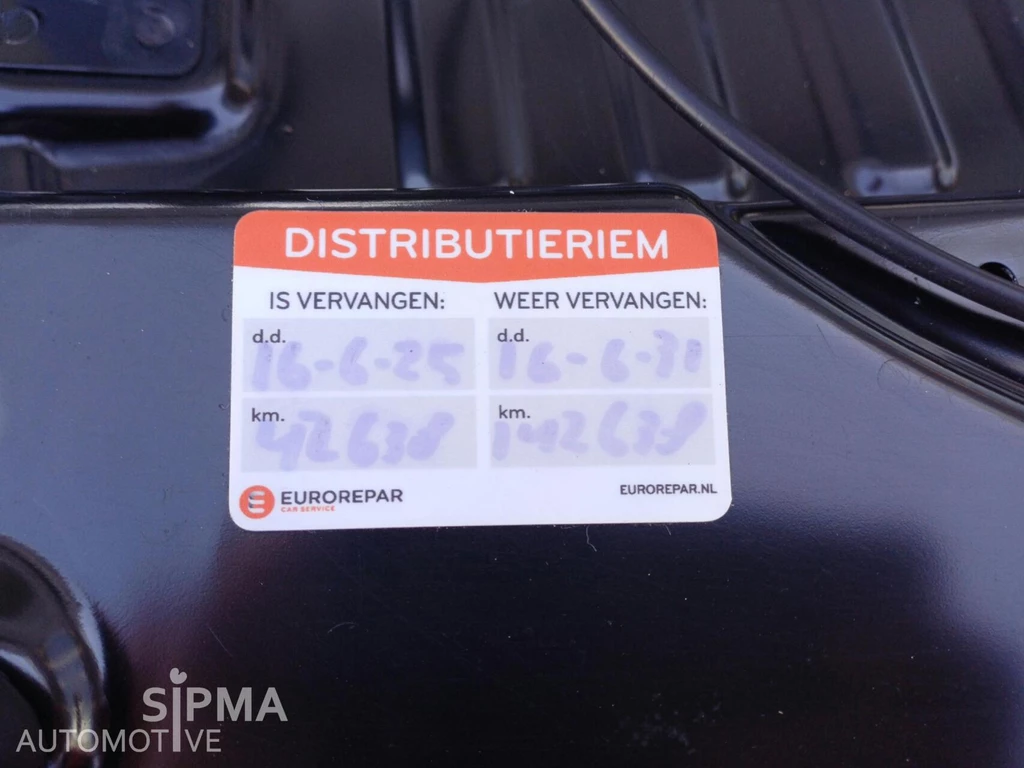 DISTRIBUTIERIEM
IS VERVANGEN: WEER VERVANGEN:
d.d. 16-6-25 d.d. 16-6-31
km. 42638 km. 142638
EUROREPAR
CAR SERVICE
EUROREPAR.NL
SIPMA
AUTOMOTIVE